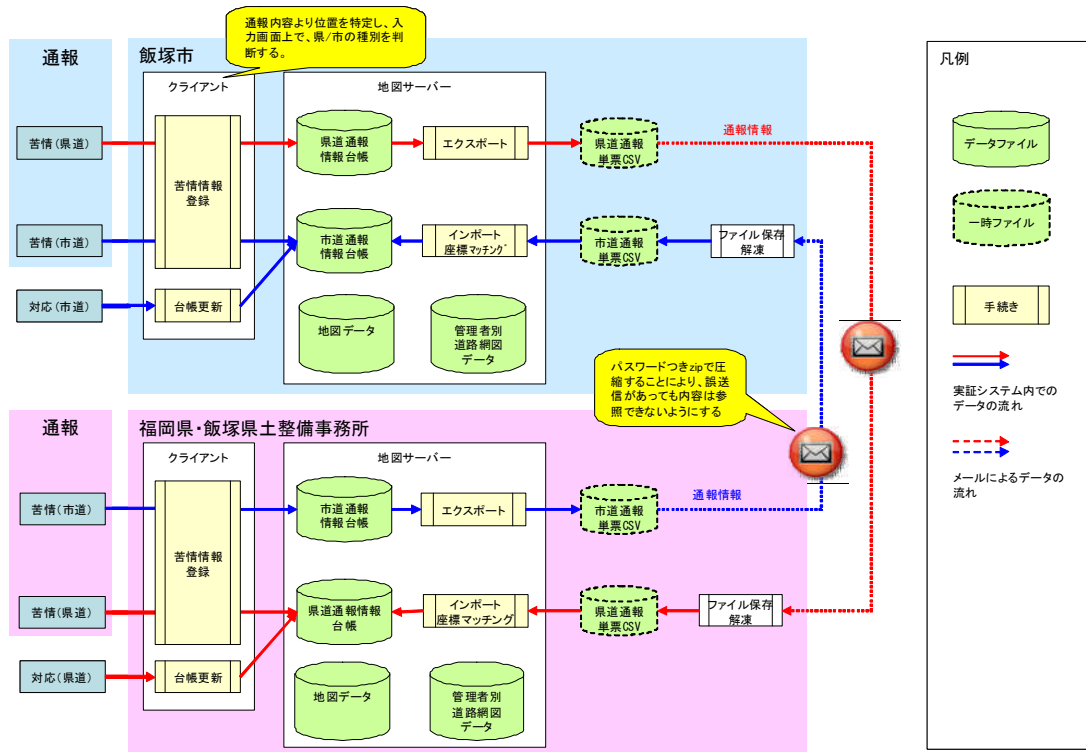 通報内容より位置を特定し、入
力画面上で、県/市の種別を判
断する。
通報
飯塚市
クライアント
地図サーバー
苦情(県道)
苦情情報
登録
県道通報
情報台帳
エクスポート
県道通報
単票CSV
通報情報
苦情(市道)
市道通報
情報台帳
インポート
座標マッチング
市道通報
単票CSV
ファイル保存
解凍
対応(市道)
台帳更新
地図データ
管理者別
道路網図
データ
パスワードつきzipで圧
縮することにより、誤送
信があっても内容は参
照できないようにする
通報
福岡県・飯塚県土整備事務所
クライアント
地図サーバー
苦情(市道)
苦情情報
登録
市道通報
情報台帳
エクスポート
市道通報
単票CSV
通報情報
苦情(県道)
県道通報情報
台帳
インポート
座標マッチング
県道通報
単票CSV
ファイル保存
解凍
対応(県道)
台帳更新
地図データ
管理者別
道路網図
データ
凡例
データファイル
一時ファイル
手続き
実証システム内での
データの流れ
メールによるデータの
流れ